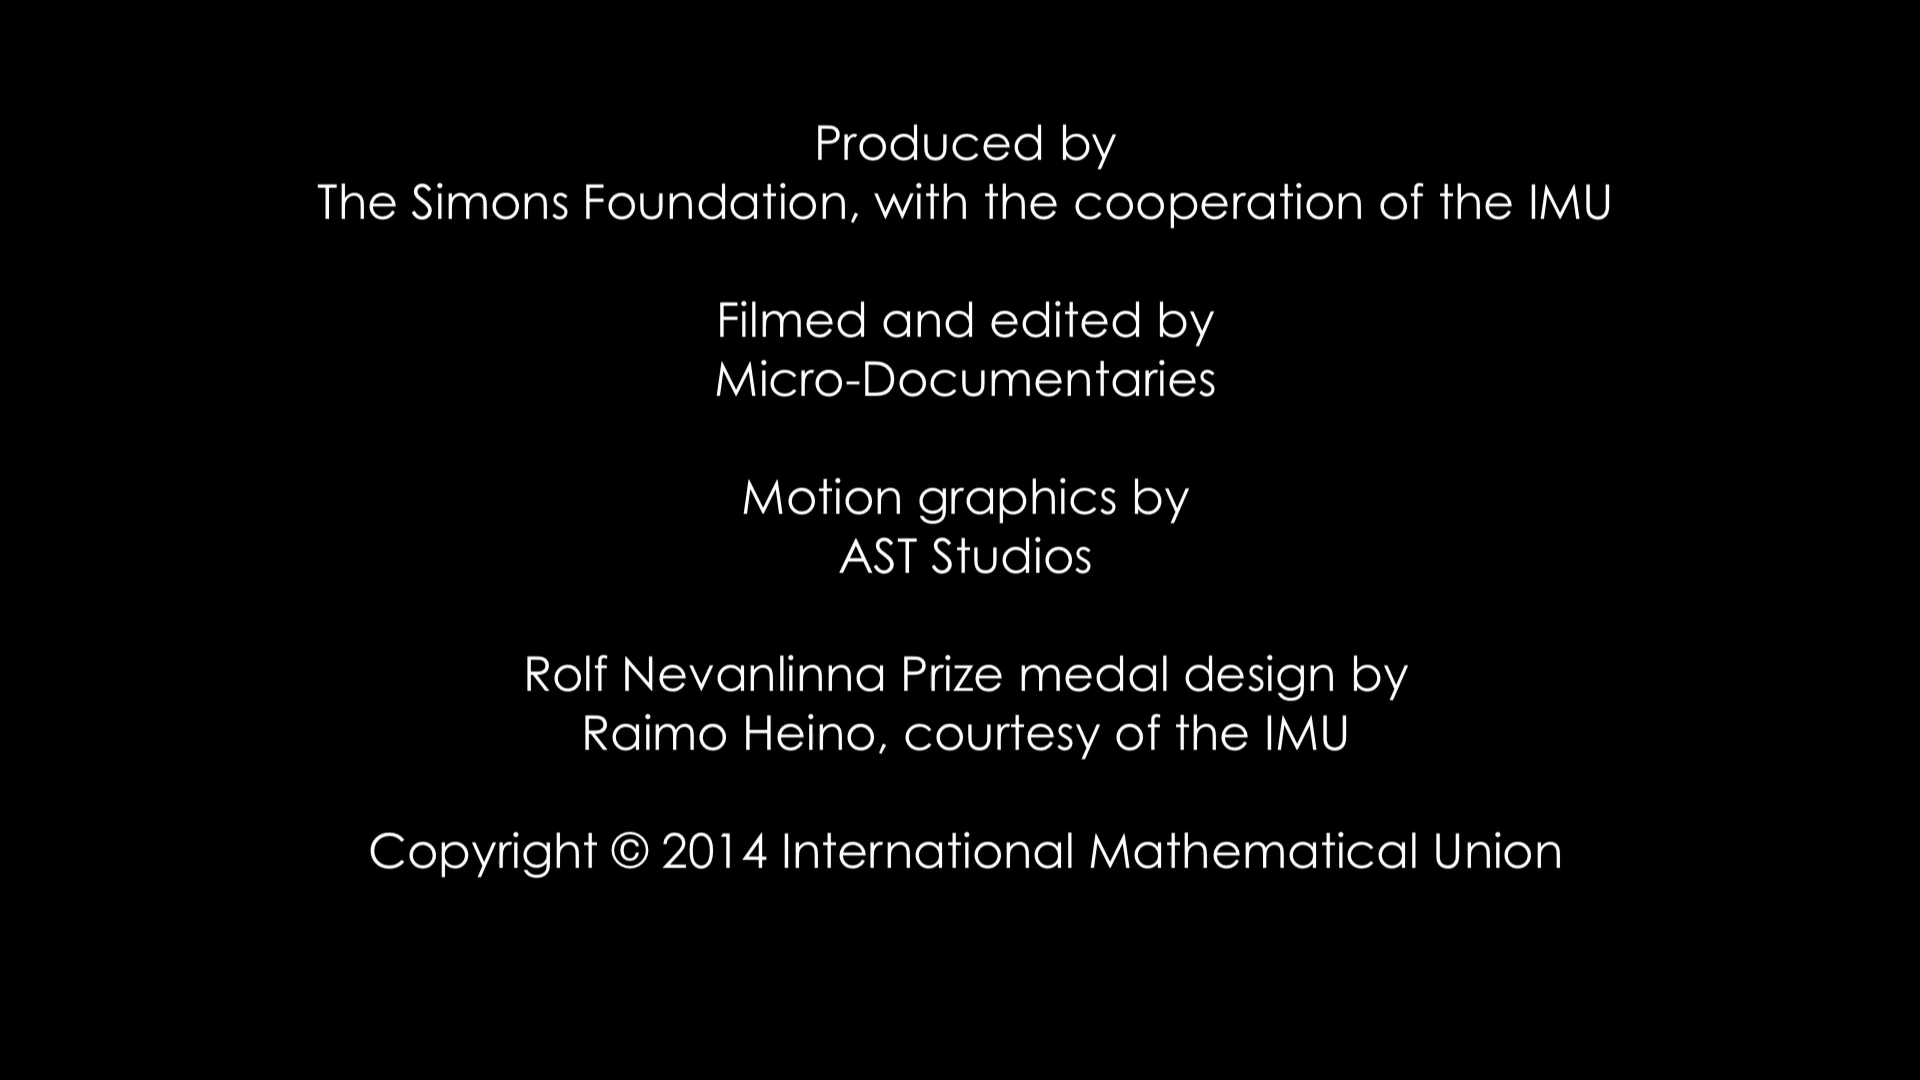 Produced by
The Simons Foundation, with the cooperation of the IMU
Filmed and edited by
Micro-Documentaries
Motion graphics by
AST Studios
Rolf Nevanlinna Prize medal design by
Raimo Heino, courtesy of the IMU
Copyright © 2014 International Mathematical Union